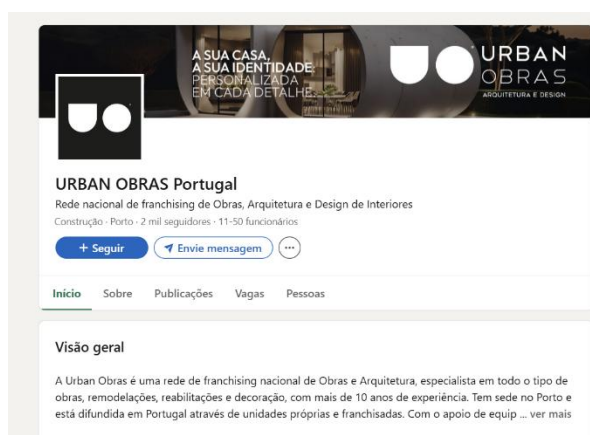 A SUA CASA,
A SUA IDENTIDADE
PERSONALIZADA
EM CADA DETALHE.
URBAN
OBRAS
ARQUITETURA E DESIGN
URBAN OBRAS Portugal
Rede nacional de franchising de Obras, Arquitetura e Design de Interiores
Construção · Porto · 2 mil seguidores · 11-50 funcionários
+ Seguir
Envie mensagem
Início Sobre Publicações Vagas Pessoas
Visão geral
A Urban Obras é uma rede de franchising nacional de Obras e Arquitetura, especialista em todo o tipo de
obras, remodelações, reabilitações e decoração, com mais de 10 anos de experiência. Tem sede no Porto e
está difundida em Portugal através de unidades próprias e franchisadas. Com o apoio de equip ... ver mais